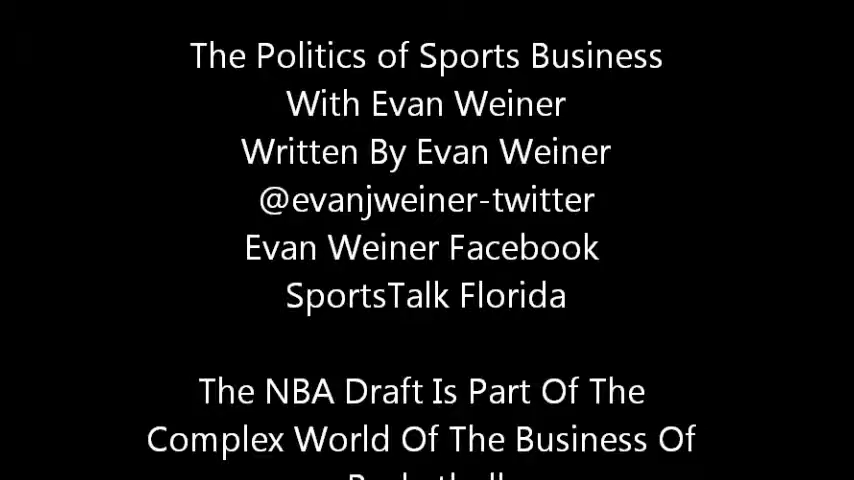 The Politics of Sports Business
With Evan Weiner
Written By Evan Weiner
@evanjweiner-twitter
Evan Weiner Facebook
SportsTalk Florida
The NBA Draft Is Part Of The
Complex World Of The Business Of